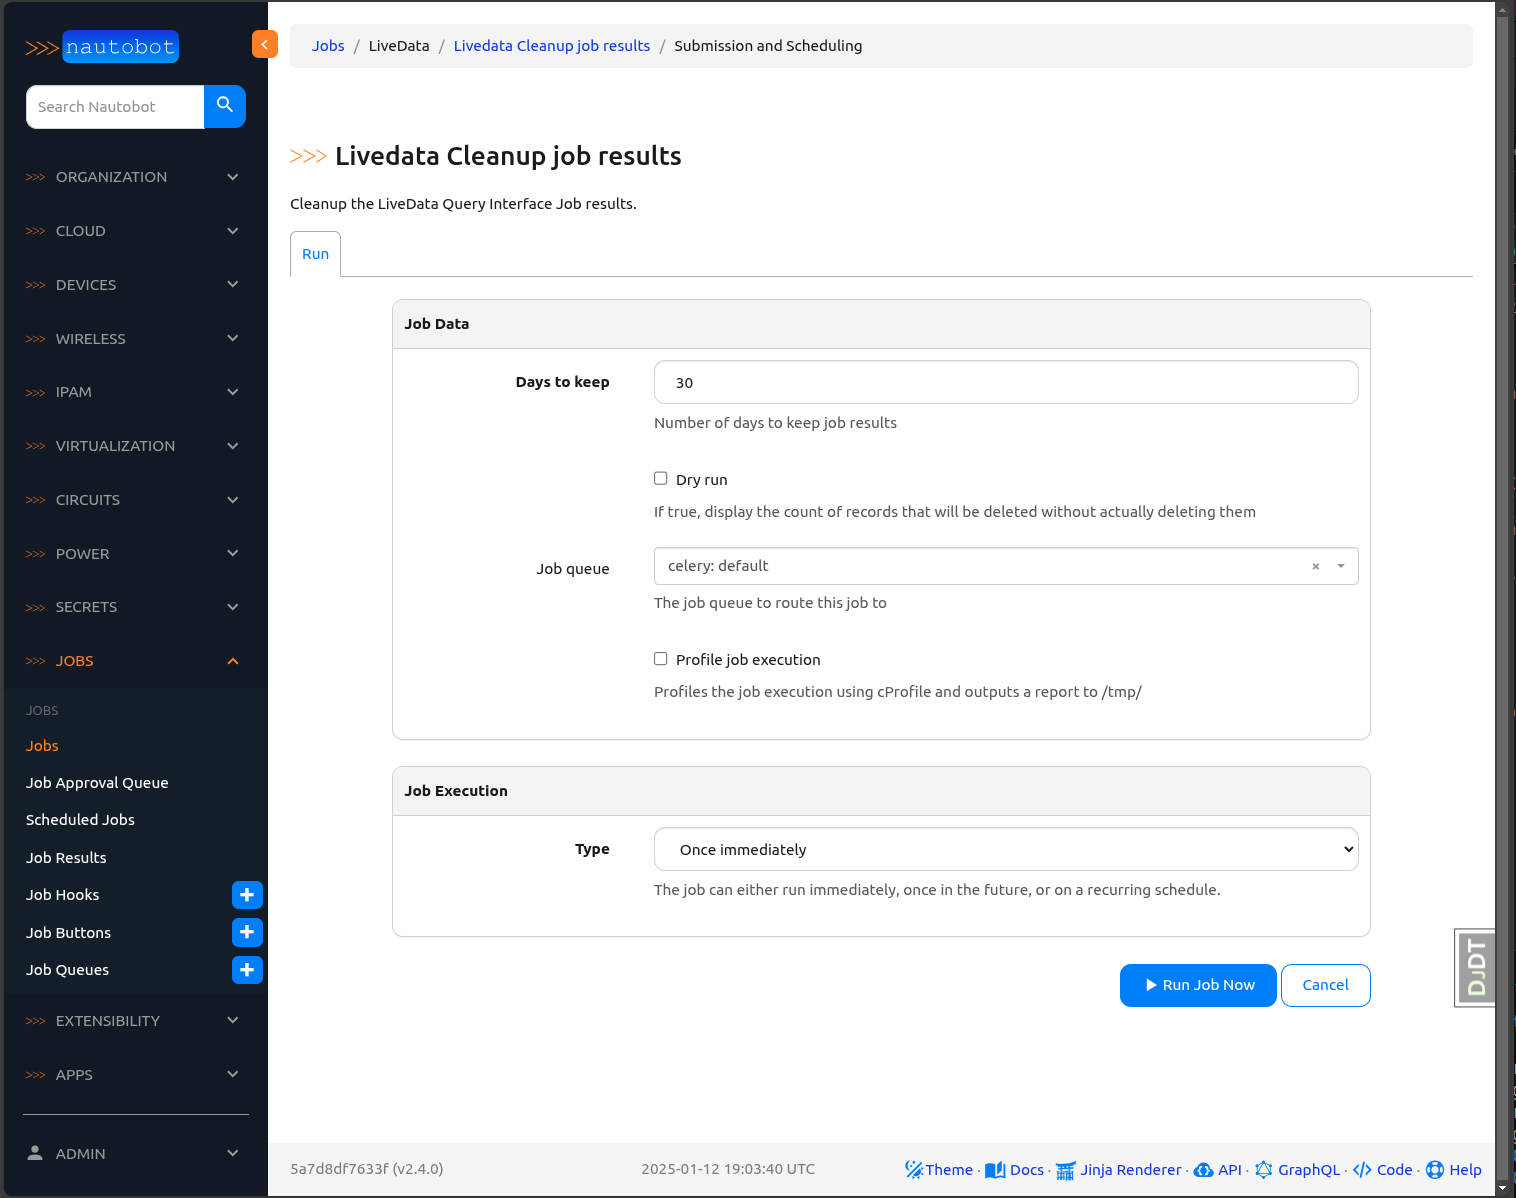 >>> nautobot
Search Nautobot
>>> ORGANIZATION
>>> CLOUD
>>> DEVICES
>>> WIRELESS
>>> IPAM
>>> VIRTUALIZATION
>>> CIRCUITS
>>> POWER
>>> SECRETS
>>> JOBS
JOBS
Jobs
Job Approval Queue
Scheduled Jobs
Job Results
Job Hooks
Job Buttons
Job Queues
>>> EXTENSIBILITY
>>> APPS
ADMIN
Jobs / LiveData / Livedata Cleanup job results / Submission and Scheduling
>>> Livedata Cleanup job results
Cleanup the LiveData Query Interface Job results.
Run
Job Data
Days to keep 30
Number of days to keep job results
Dry run
If true, display the count of records that will be deleted without actually deleting them
Job queue celery: default × 
The job queue to route this job to
Profile job execution
Profiles the job execution using cProfile and outputs a report to /tmp/
Job Execution
Type Once immediately
The job can either run immediately, once in the future, or on a recurring schedule.
Run Job Now Cancel
DJDT
5a7d8df7633f (v2.4.0) 2025-01-12 19:03:40 UTC Theme · Docs · Jinja Renderer · API · GraphQL · Code · Help